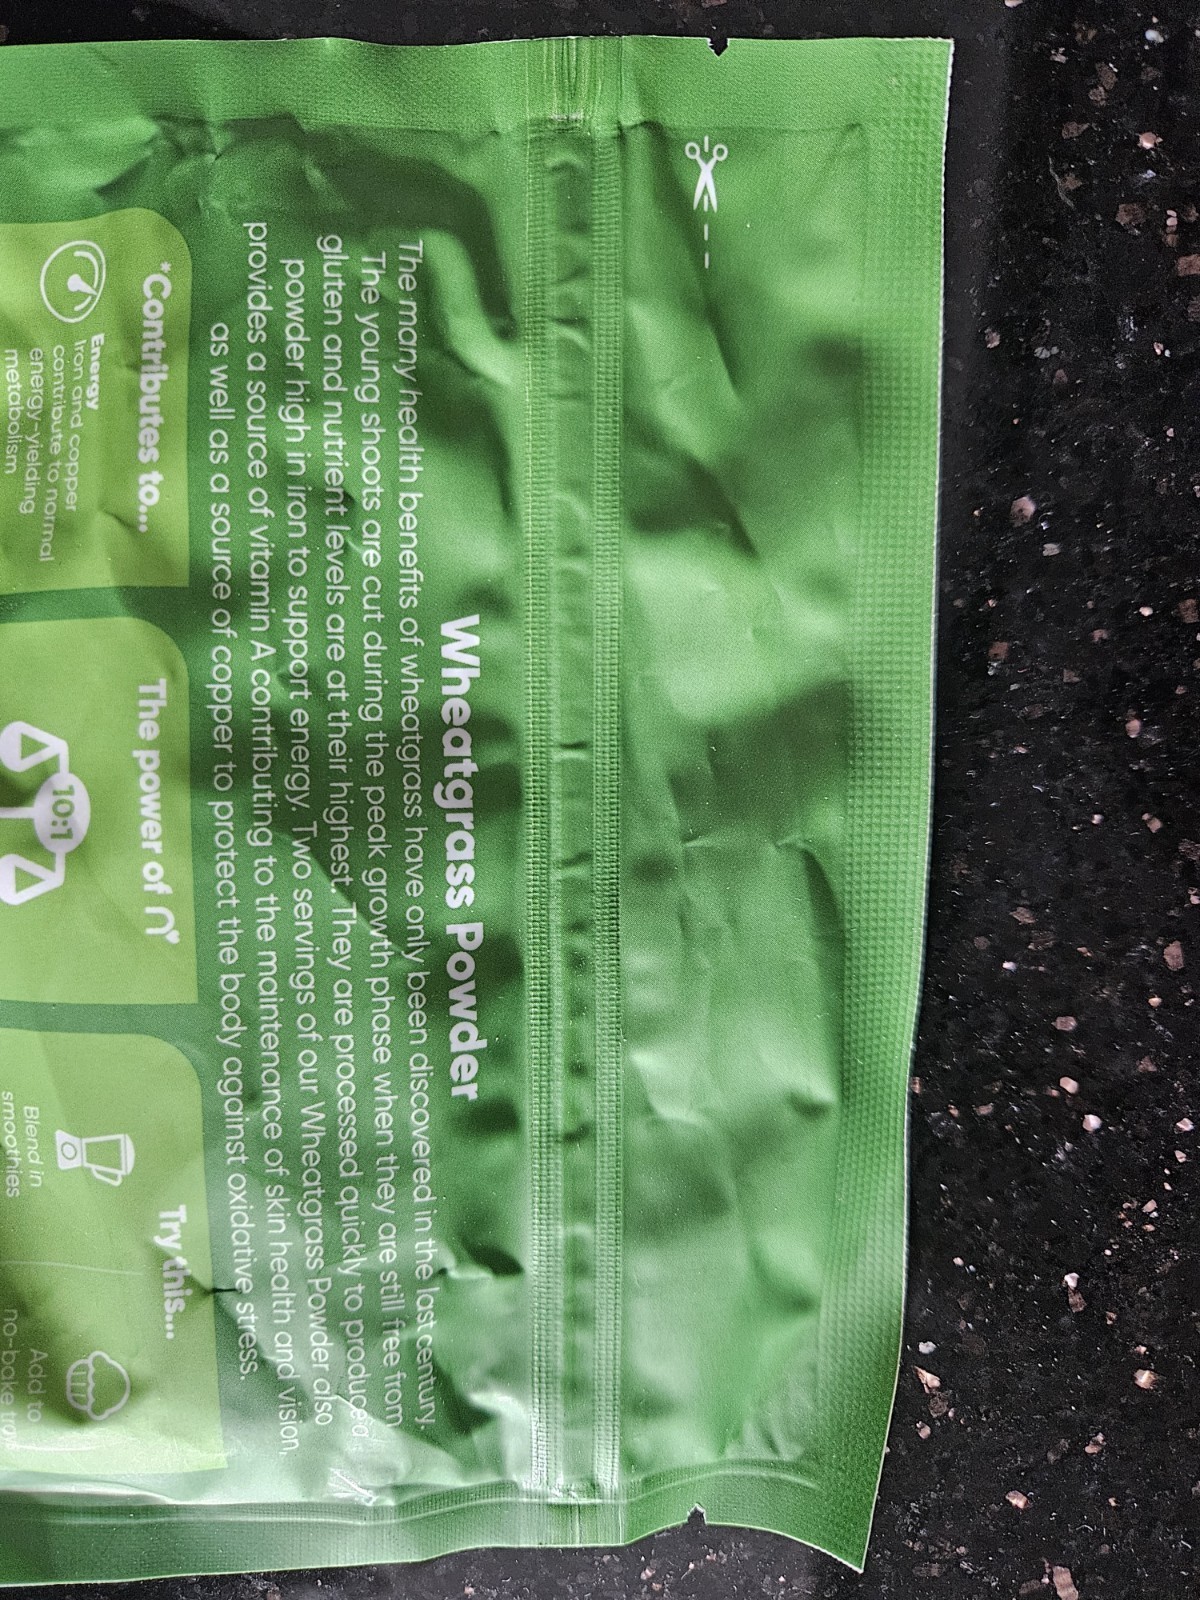 Wheatgrass Powder
The many health benefits of wheatgrass have only been discovered in the last century.
The young shoots are cut during the peak growth phase when they are still free from
gluten and nutrient levels are at their highest. They are processed quickly to produce a
powder high in iron to support energy. Two servings of our Wheatgrass Powder also
provides a source of vitamin A contributing to the maintenance of skin health and vision,
as well as a source of copper to protect the body against oxidative stress.
*Contributes to...
Energy
Iron and copper
contribute to normal
energy-yielding
metabolism
The power of
10:1
Try this...
Blend in
smoothies
Add to
no-bake